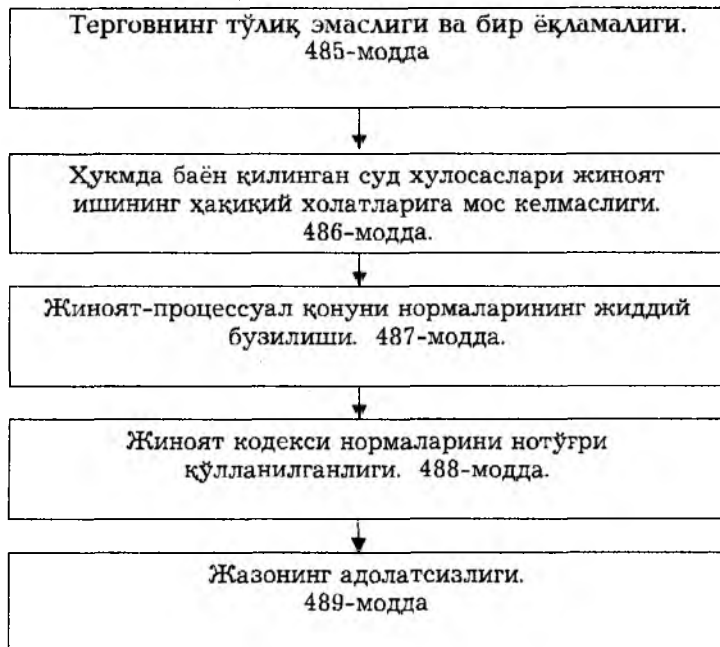 Терговнинг тўлиқ эмаслиги ва бир ёқламалиги.
485-модда
Ҳукмда баён қилинган суд хулосаслари жиноят
ишининг ҳақиқий холатларига мос келмаслиги.
486-модда.
Жиноят-процессуал қонуни нормаларининг жиддий
бузилиши. 487-модда.
Жиноят кодекси нормаларини нотўғри
қўлланилганлиги. 488-модда.
Жазонинг адолатсизлиги.
489-модда